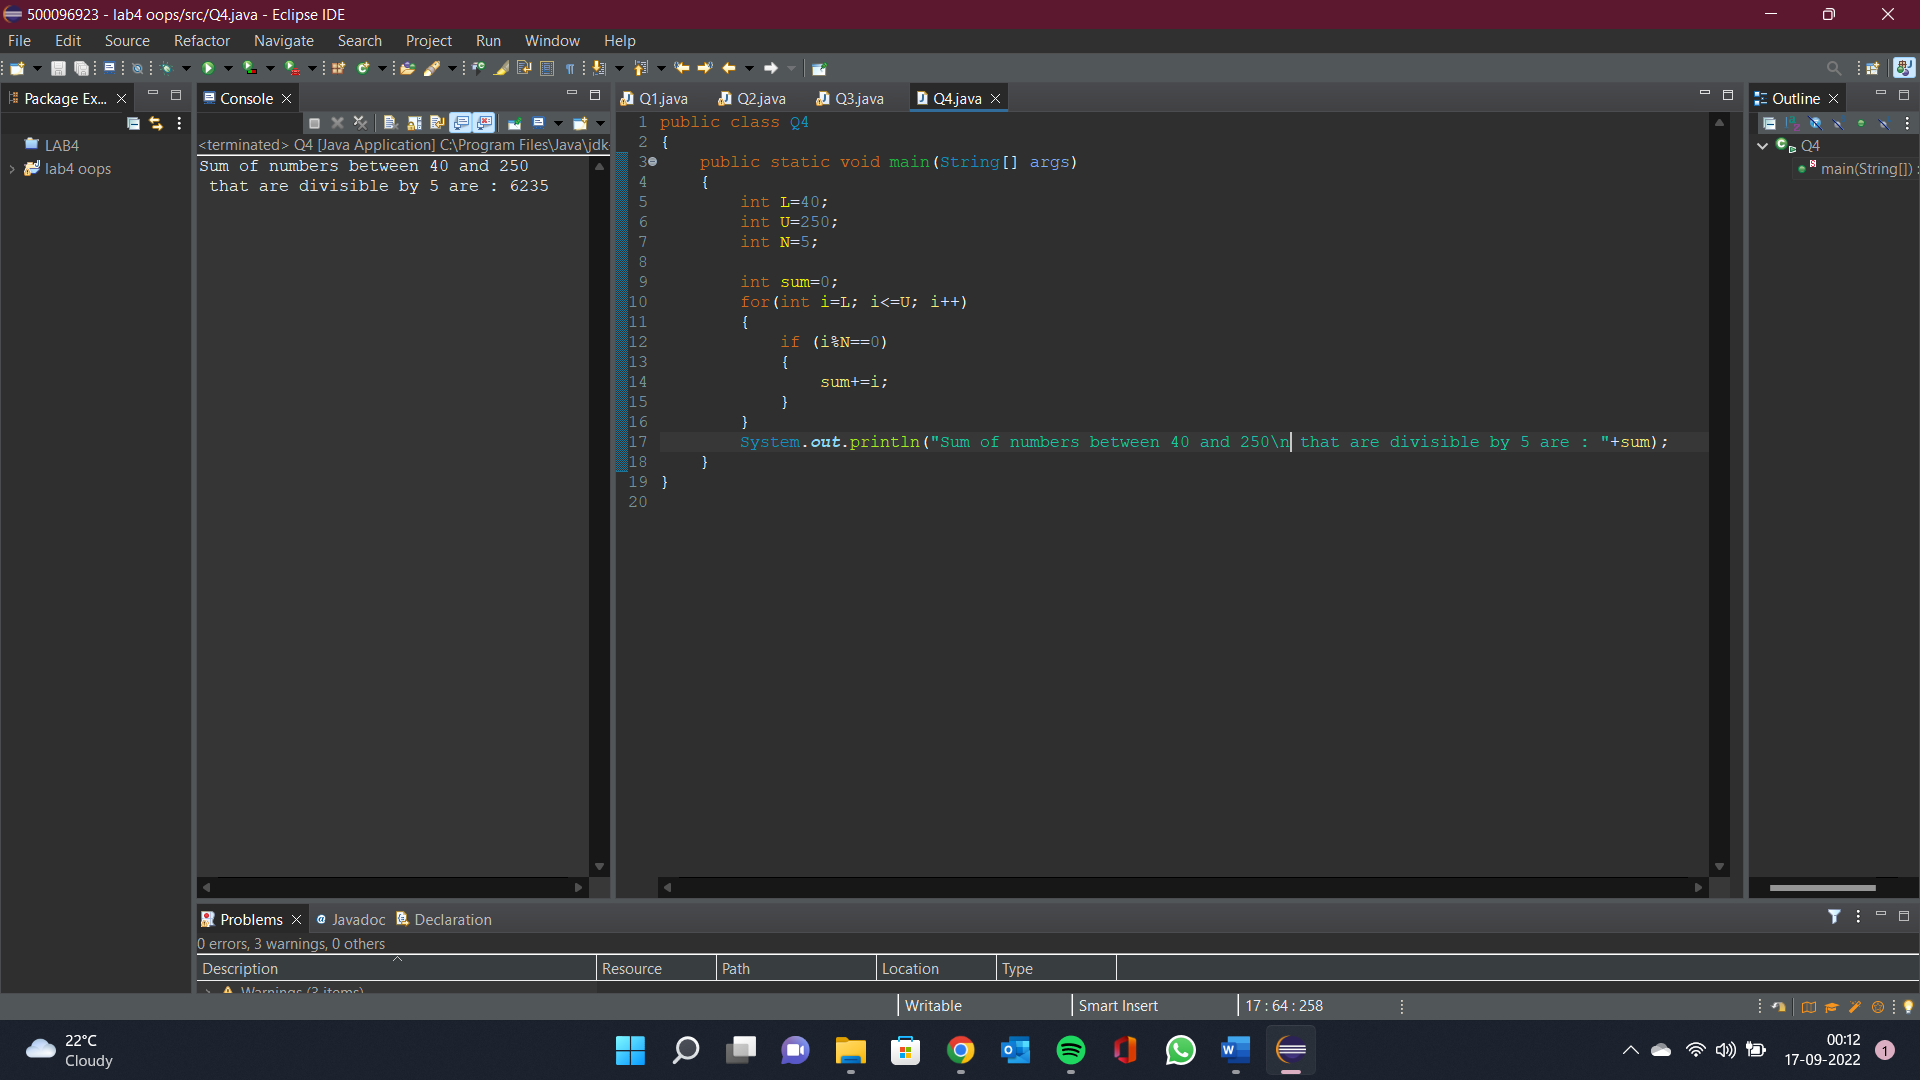 500096923 - lab4 oops/src/Q4.java - Eclipse IDE
File Edit Source Refactor Navigate Search Project Run Window Help
Package Ex...
LAB4
lab4 oops
Console
<terminated> Q4 [Java Application] C:\Program Files\Java\jdk-
Sum of numbers between 40 and 250
 that are divisible by 5 are : 6235
Q1.java Q2.java Q3.java Q4.java
1 public class Q4
2 {
3     public static void main(String[] args)
4     {
5         int L=40;
6         int U=250;
7         int N=5;
8
9         int sum=0;
10         for(int i=L; i<=U; i++)
11         {
12             if (i%N==0)
13             {
14                 sum+=i;
15             }
16         }
17         System.out.println("Sum of numbers between 40 and 250\n that are divisible by 5 are : "+sum);
18     }
19 }
20
Outline
Q4
main(String[]) :
Problems Javadoc Declaration
0 errors, 3 warnings, 0 others
Description Resource Path Location Type
Warnings (3 items)
Writable Smart Insert 17 : 64 : 258
22°C
Cloudy
00:12
17-09-2022
1